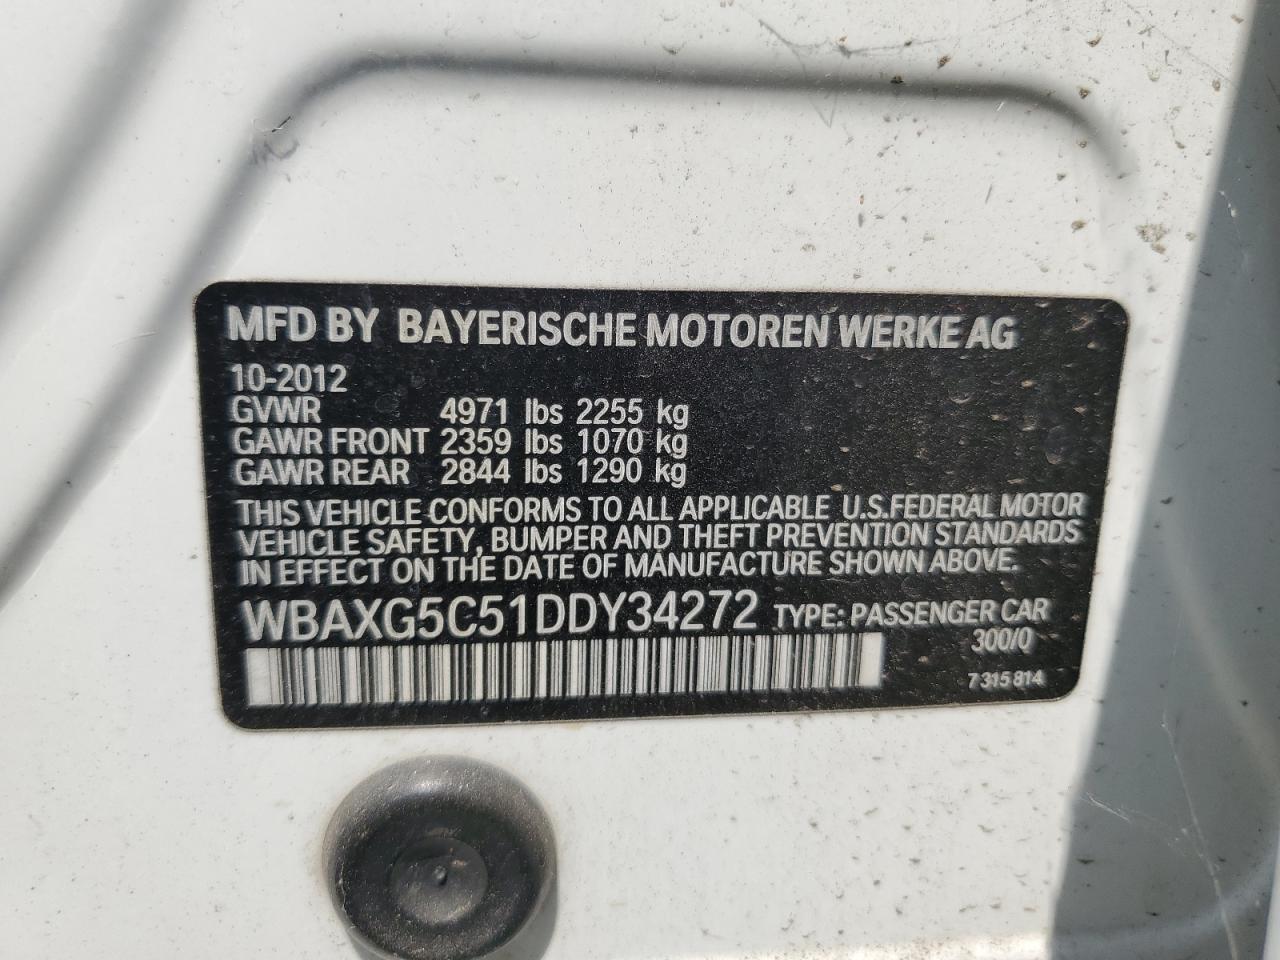 MFD BY BAYERISCHE MOTOREN WERKE AG
10-2012
GVWR 4971 lbs 2255 kg
GAWR FRONT 2359 lbs 1070 kg
GAWR REAR 2844 lbs 1290 kg
THIS VEHICLE CONFORMS TO ALL APPLICABLE U.S.FEDERAL MOTOR
VEHICLE SAFETY, BUMPER AND THEFT PREVENTION STANDARDS
IN EFFECT ON THE DATE OF MANUFACTURE SHOWN ABOVE.
WBAXG5C51DDY34272 TYPE: PASSENGER CAR
300/0
7 315 814